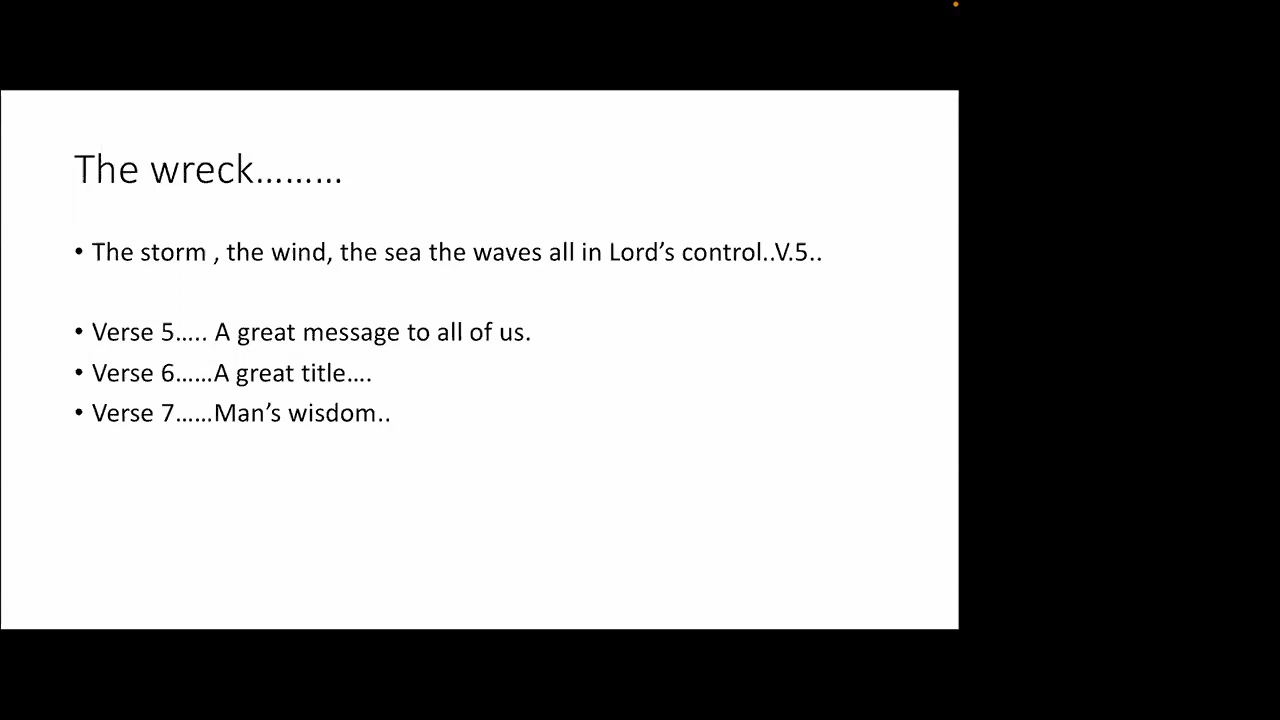 The wreck………
• The storm , the wind, the sea the waves all in Lord’s control..V.5..
• Verse 5….. A great message to all of us.
• Verse 6……A great title….
• Verse 7……Man’s wisdom..